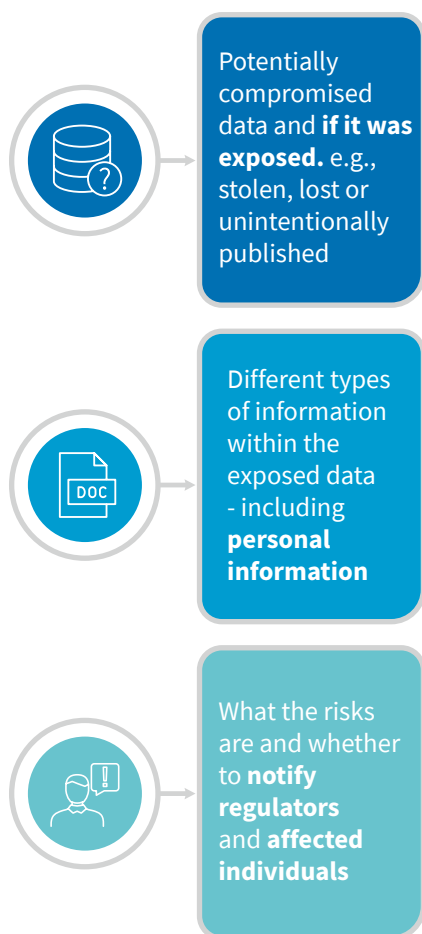 Potentially
compromised
data and if it was
exposed. e.g.,
stolen, lost or
unintentionally
published
?
Different types
of information
within the
exposed data
- including
personal
information
DOC
What the risks
are and whether
to notify
regulators
and affected
individuals
!